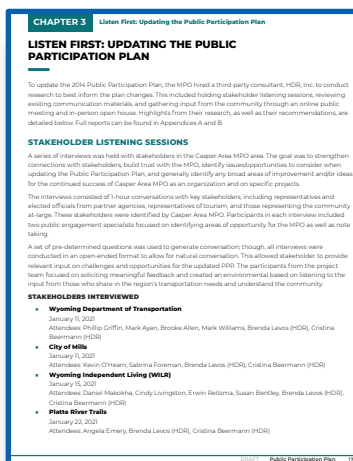 CHAPTER 3 Listen First: Updating the Public Participation Plan
LISTEN FIRST: UPDATING THE PUBLIC
PARTICIPATION PLAN
To update the 2014 Public Participation Plan, the MPO hired a third-party consultant, HDR, Inc. to conduct
research to best inform the plan changes. This included holding stakeholder listening sessions, reviewing
existing communication materials, and gathering input from the community through an online public
meeting and in-person open house. Highlights from their research, as well as their recommendations, are
detailed below. Full reports can be found in Appendices A and B.
STAKEHOLDER LISTENING SESSIONS
A series of interviews was held with stakeholders in the Casper Area MPO area. The goal was to strengthen
connections with stakeholders, build trust with the MPO, identify issues/opportunities to consider when
updating the Public Participation Plan, and generally identify any broad areas of improvement and/or ideas
for the continued success of Casper Area MPO as an organization and on specific projects.
The interviews consisted of 1-hour conversations with key stakeholders, including representatives and
elected officials from partner agencies, representatives of tourism, and those representing the community
at-large. These stakeholders were identified by Casper Area MPO. Participants in each interview included
two public engagement specialists focused on identifying areas of opportunity for the MPO as well as note
taking.
A set of pre-determined questions was used to generate conversation; though, all interviews were
conducted in an open-ended format to allow for natural conversation. This allowed stakeholder to provide
relevant input on challenges and opportunities for the updated PPP. The participants from the project
team focused on soliciting meaningful feedback and created an environment based on listening to the
input from those who share in the region's transportation needs and understand the community.
STAKEHOLDERS INTERVIEWED
Wyoming Department of Transportation
January 11, 2021
Attendees: Phillip Griffin, Mark Ayan, Brooke Allen, Mark Williams, Brenda Levos (HDR), Cristina
Beermann (HDR)
City of Mills
January 11, 2021
Attendees: Kevin O'Hearn, Sabrina Foreman, Brenda Levos (HDR), Cristina Beermann (HDR)
Wyoming Independent Living (WILR)
January 15, 2021
Attendees: Daniel Makokha, Cindy Livingston, Erwin Reitsma, Susan Bentley, Brenda Levos (HDR),
Cristina Beermann (HDR)
Platte River Trails
January 22, 2021
Attendees: Angela Emery, Brenda Levos (HDR), Cristina Beermann (HDR)
DRAFT Public Participation Plan